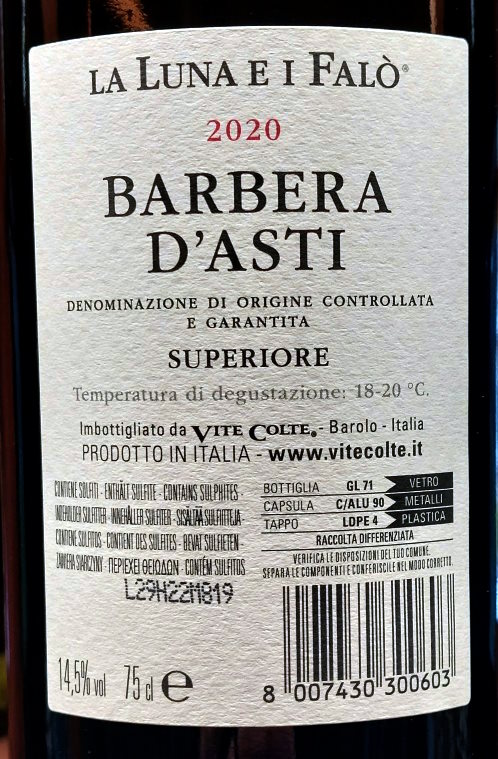 LA LUNA E I FALÒ®
2020
BARBERA
D'ASTI
DENOMINAZIONE DI ORIGINE CONTROLLATA
E GARANTITA
SUPERIORE
Temperatura di degustazione: 18-20 °C.
Imbottigliato da VITE COLTE® - Barolo - Italia
PRODOTTO IN ITALIA - www.vitecolte.it
CONTIENE SOLFITI - ENTHÄLT SULFITE - CONTAINS SULPHITES -
INDEHOLDER SULFITTER - INNEHÅLLER SULFITER - SISÄLTÄÄ SULFIITTEJA -
CONTIENE SULFITOS - CONTIENT DES SULFITES - BEVAT SULFIETEN -
ZAWIERA SIARCZYNY - ΠΕΡΙΕΧΕΙ ΘΕΙΩΔΩΝ - CONTÉM SULFITOS
L29H22M819
BOTTIGLIA GL 71 VETRO
CAPSULA C/ALU 90 METALLI
TAPPO LDPE 4 PLASTICA
RACCOLTA DIFFERENZIATA
VERIFICA LE DISPOSIZIONI DEL TUO COMUNE.
SEPARA LE COMPONENTI E CONFERISCILE NEL MODO CORRETTO.
14,5% vol 75 cl e
8 007430 300603